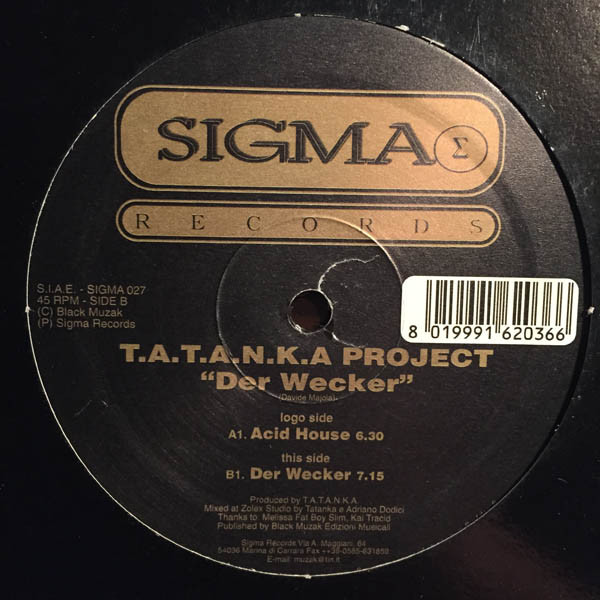 SIGMA Σ
RECORDS
S.I.A.E. - SIGMA 027
45 RPM - SIDE B
(C) Black Muzak
(P) Sigma Records
8 019991 620366
T.A.T.A.N.K.A PROJECT
"Der Wecker"
(Davide Majola)
logo side
A1. Acid House 6.30
this side
B1. Der Wecker 7.15
Produced by T.A.T.A.N.K.A.
Mixed at Zolex Studio by Tatanka e Adriano Dodici
Thanks to: Melissa Fat Boy Slim, Kai Tracid
Published by Black Muzak Edizioni Musicali
Sigma Records Via A. Maggiani, 64
54036 Marina di Carrara Fax ++39-0585-631859
E-mail: muzak@tin.it